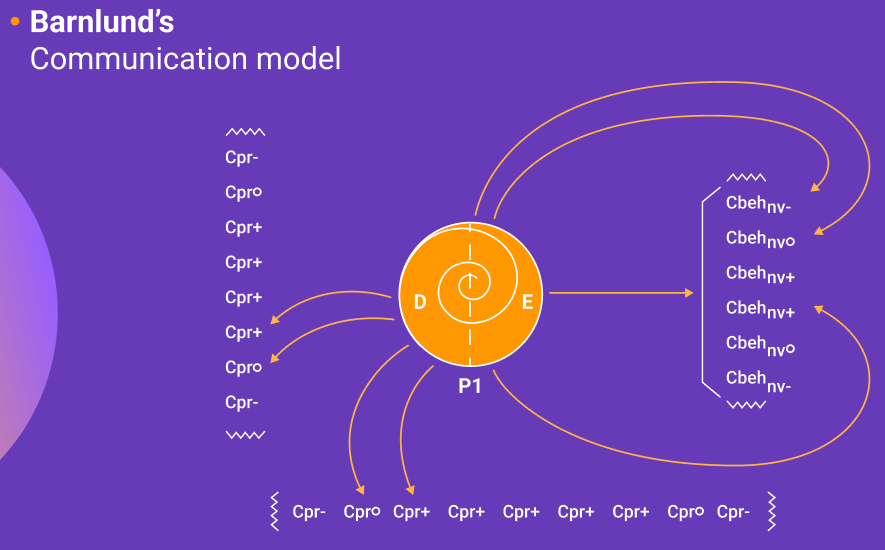 • Barnlund's
Communication model
Cpr-
Cpro
Cpr+
Cpr+
Cpr+
Cpr+
Cpro
Cpr-
D
E
P1
Cbehnv-
Cbehnvo
Cbehnv+
Cbehnv+
Cbehnvo
Cbehnv-
Cpr- Cpro Cpr+ Cpr+ Cpr+ Cpr+ Cpr+ Cpro Cpr-